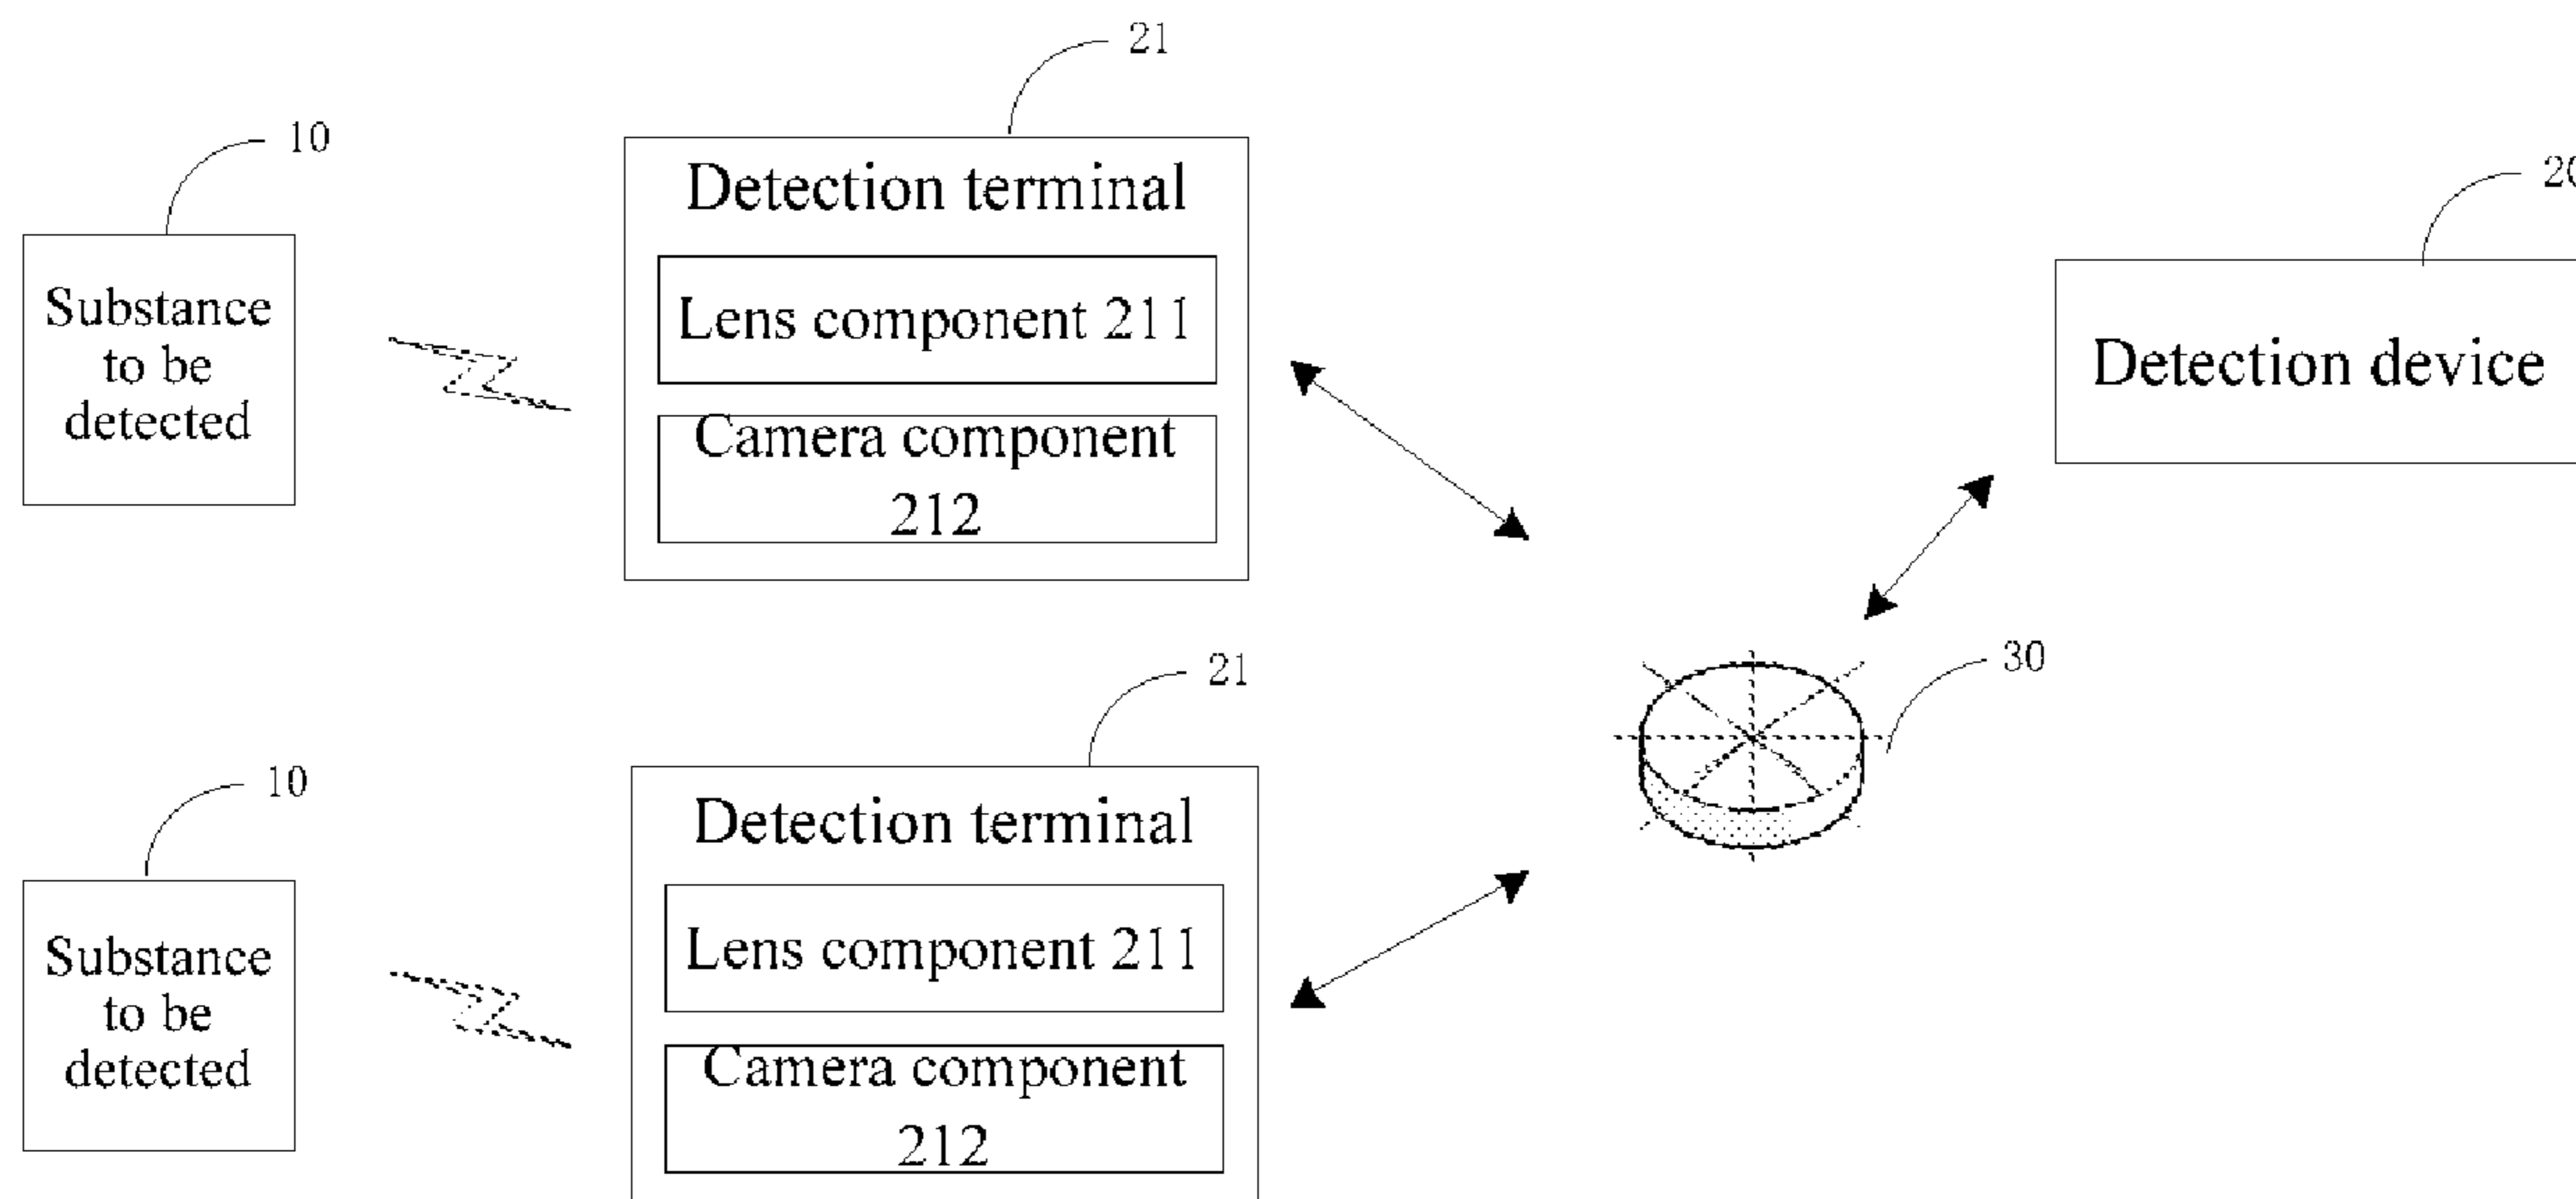 21
10
Detection terminal
20
Substance
to be
detected
Lens component 211
Detection device
Camera component
212
21
30
10
Detection terminal
Substance
to be
detected
Lens component 211
Camera component
212